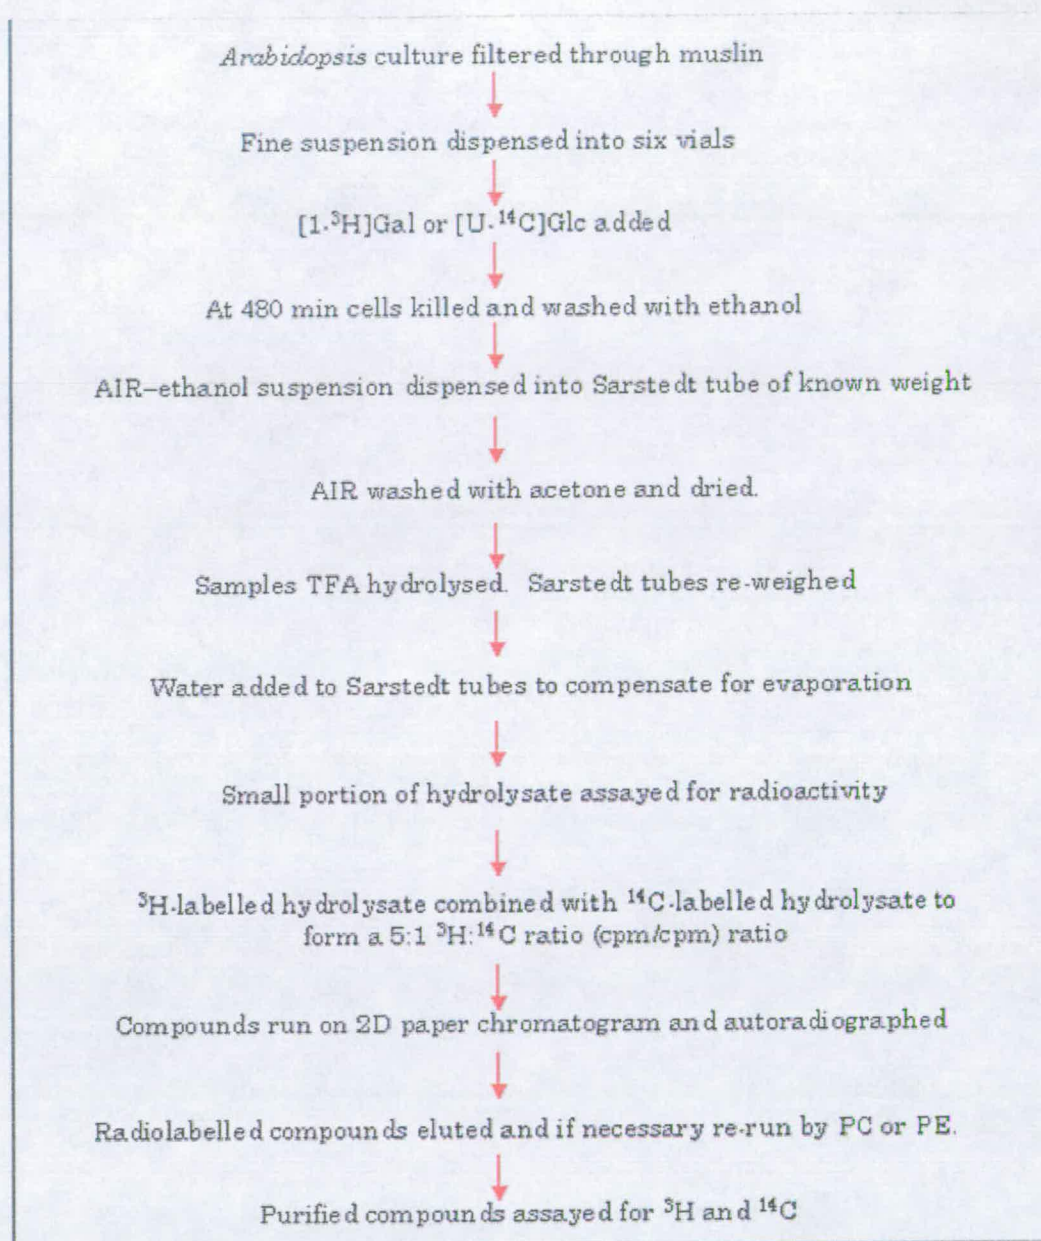 Arabidopsis culture filtered through muslin
Fine suspension dispensed into six vials
[1-³H]Gal or [U-¹⁴C]Glc added
At 480 min cells killed and washed with ethanol
AIR–ethanol suspension dispensed into Sarstedt tube of known weight
AIR washed with acetone and dried.
Samples TFA hydrolysed. Sarstedt tubes re-weighed
Water added to Sarstedt tubes to compensate for evaporation
Small portion of hydrolysate assayed for radioactivity
³H-labelled hydrolysate combined with ¹⁴C-labelled hydrolysate to
form a 5:1 ³H:¹⁴C ratio (cpm/cpm) ratio
Compounds run on 2D paper chromatogram and autoradiographed
Radiolabelled compounds eluted and if necessary re-run by PC or PE.
Purified compounds assayed for ³H and ¹⁴C